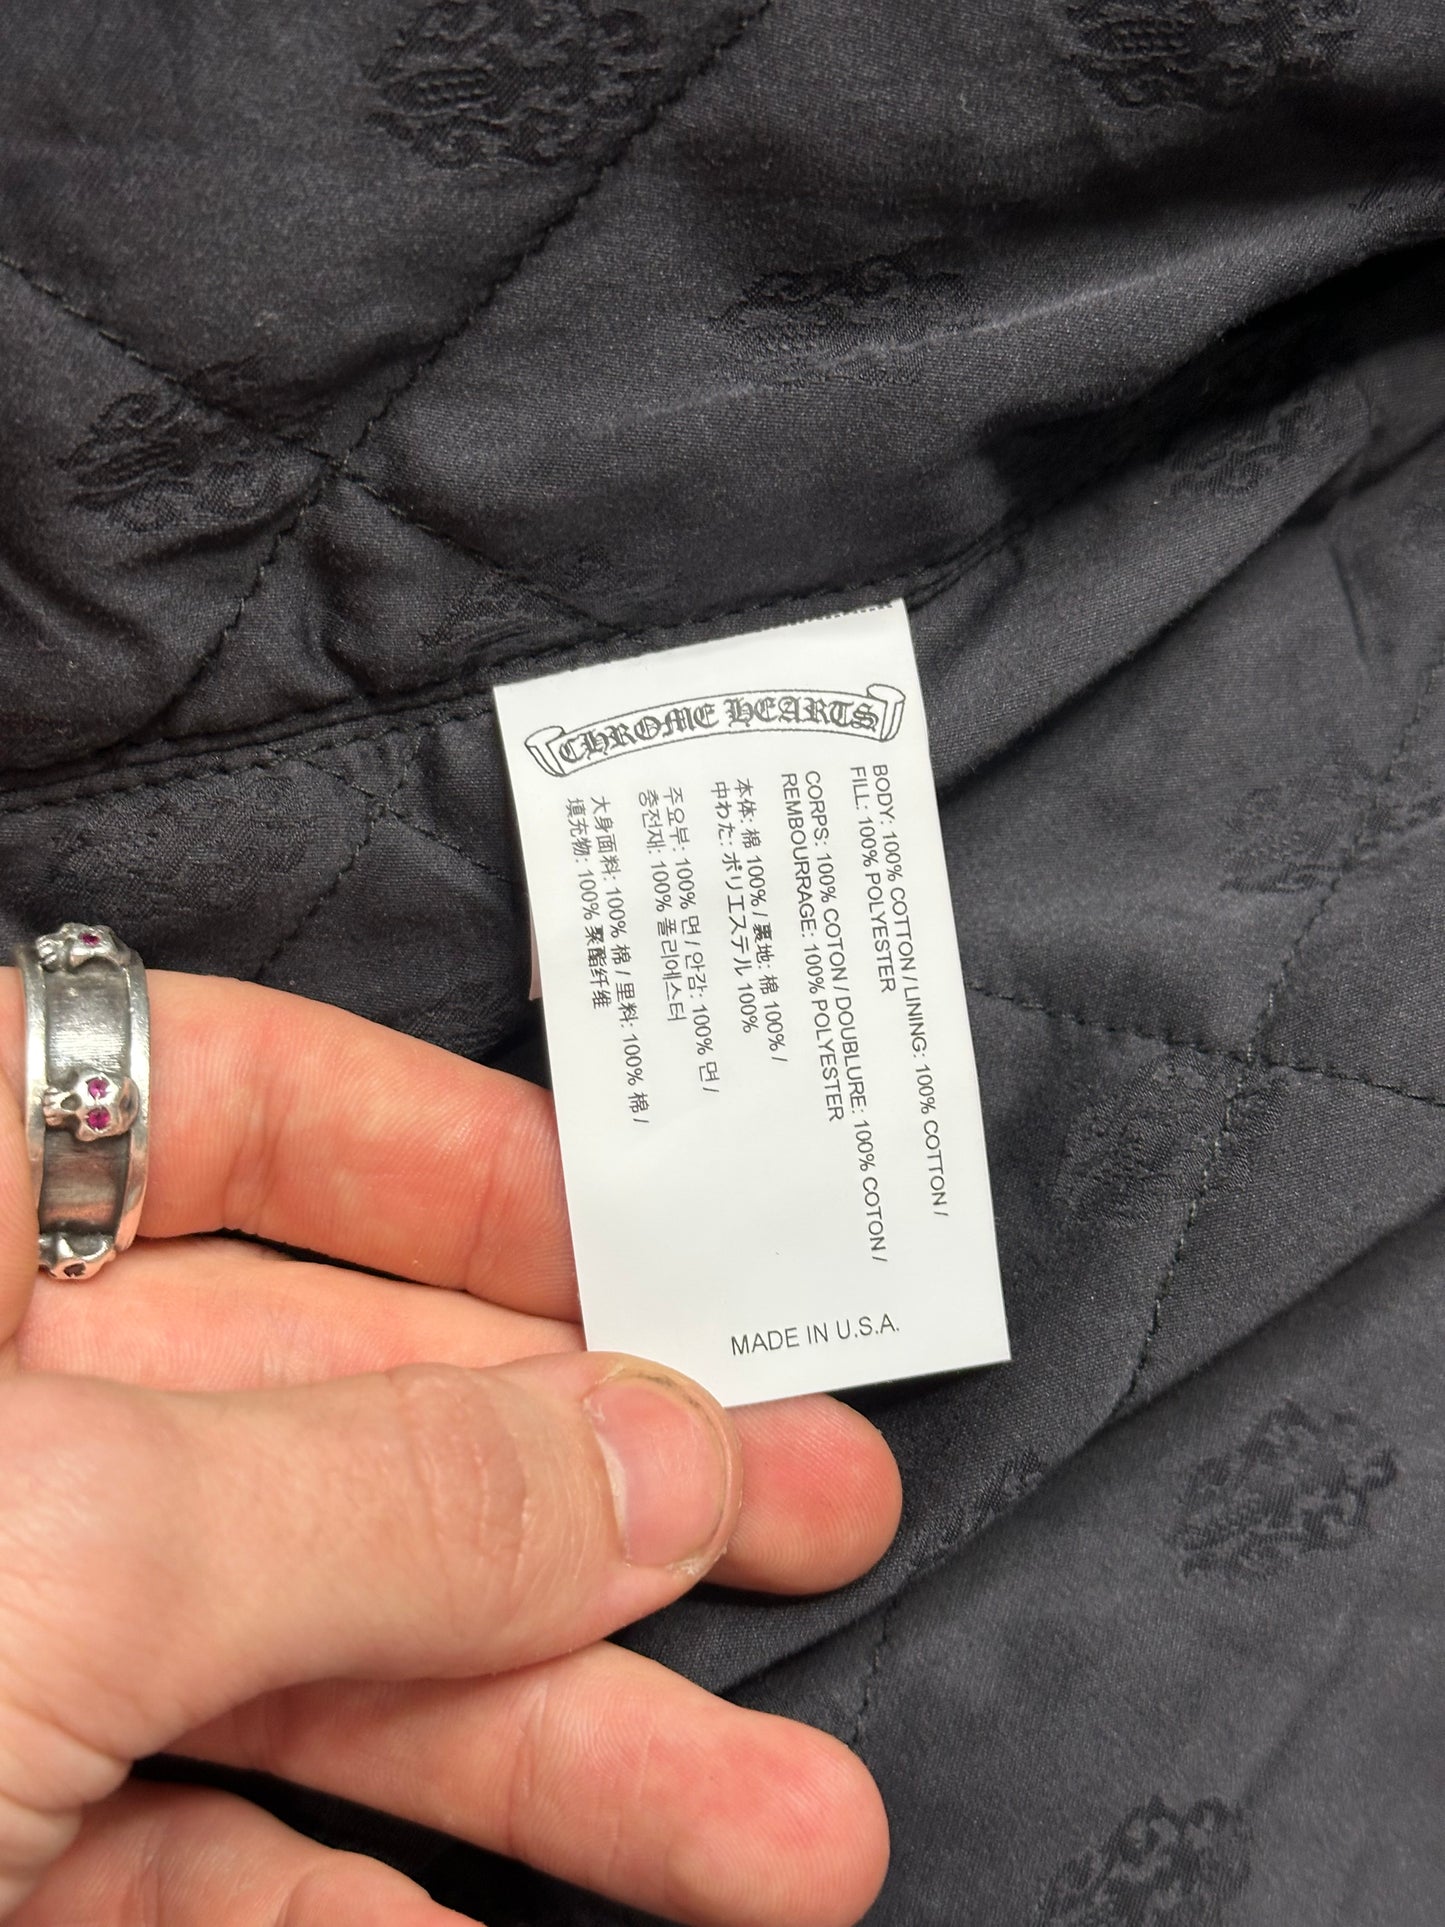 CHROME HEARTS
BODY: 100% COTTON / LINING: 100% COTTON /
FILL: 100% POLYESTER
CORPS: 100% COTON / DOUBLURE: 100% COTON /
REMBOURRAGE: 100% POLYESTER
本体: 棉 100% / 裏地: 棉 100% /
中わた: ポリエステル 100%
주요부: 100% 면 / 안감: 100% 면 /
충전재: 100% 폴리에스터
大身面料: 100% 棉 / 里料: 100% 棉 /
填充物: 100% 聚酯纤维
MADE IN U.S.A.